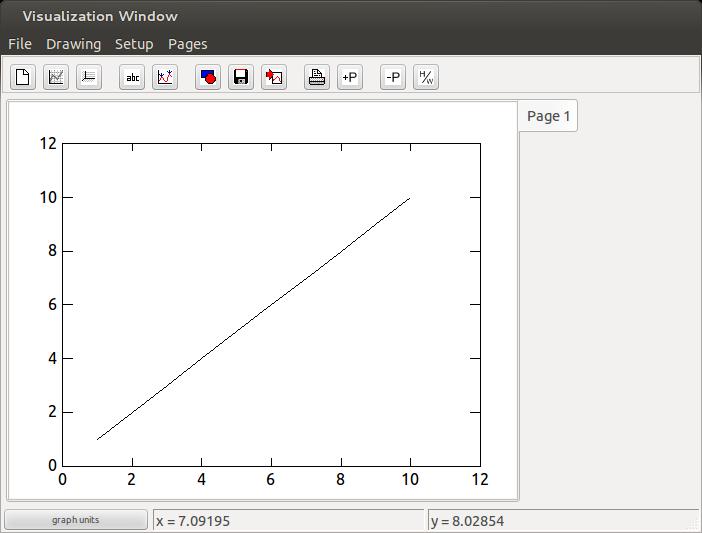 Visualization Window
File Drawing Setup Pages
abc +P -P H/W
Page 1
12
10
8
6
4
2
0
0 2 4 6 8 10 12
graph units x = 7.09195 y = 8.02854